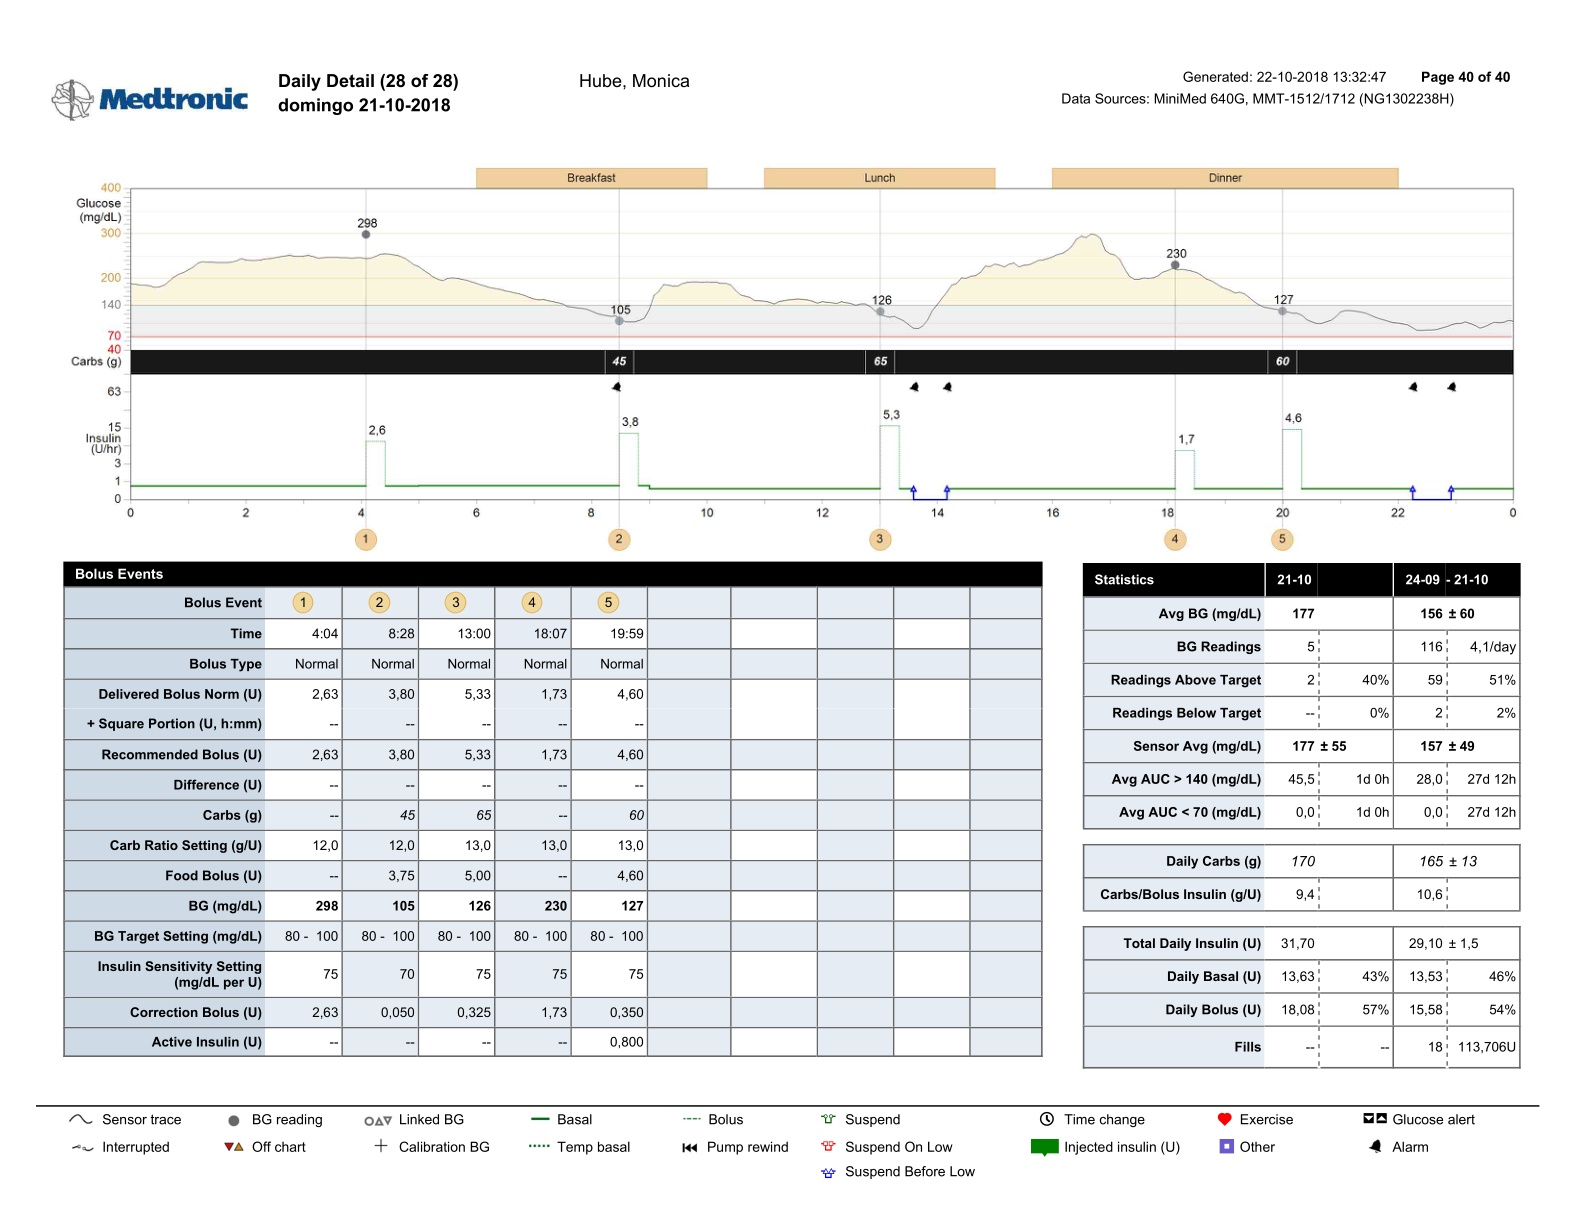 Medtronic
Daily Detail (28 of 28)
domingo 21-10-2018
Hube, Monica
Generated: 22-10-2018 13:32:47 Page 40 of 40
Data Sources: MiniMed 640G, MMT-1512/1712 (NG1302238H)
Breakfast Lunch Dinner
400
Glucose
(mg/dL)
300
200
140
70
40
298
105
126
230
127
Carbs (g) 45 65 60
63
15
Insulin
(U/hr)
3
1
0
2,6 3,8 5,3 1,7 4,6
0 2 4 6 8 10 12 14 16 18 20 22 0
1 2 3 4 5
Bolus Events
Bolus Event 1 2 3 4 5
Time 4:04 8:28 13:00 18:07 19:59
Bolus Type Normal Normal Normal Normal Normal
Delivered Bolus Norm (U) 2,63 3,80 5,33 1,73 4,60
+ Square Portion (U, h:mm) -- -- -- -- --
Recommended Bolus (U) 2,63 3,80 5,33 1,73 4,60
Difference (U) -- -- -- -- --
Carbs (g) -- 45 65 -- 60
Carb Ratio Setting (g/U) 12,0 12,0 13,0 13,0 13,0
Food Bolus (U) -- 3,75 5,00 -- 4,60
BG (mg/dL) 298 105 126 230 127
BG Target Setting (mg/dL) 80 - 100 80 - 100 80 - 100 80 - 100 80 - 100
Insulin Sensitivity Setting
(mg/dL per U) 75 70 75 75 75
Correction Bolus (U) 2,63 0,050 0,325 1,73 0,350
Active Insulin (U) -- -- -- -- 0,800
Statistics 21-10 24-09 - 21-10
Avg BG (mg/dL) 177 156 ± 60
BG Readings 5 116 4,1/day
Readings Above Target 2 40% 59 51%
Readings Below Target -- 0% 2 2%
Sensor Avg (mg/dL) 177 ± 55 157 ± 49
Avg AUC > 140 (mg/dL) 45,5 1d 0h 28,0 27d 12h
Avg AUC < 70 (mg/dL) 0,0 1d 0h 0,0 27d 12h
Daily Carbs (g) 170 165 ± 13
Carbs/Bolus Insulin (g/U) 9,4 10,6
Total Daily Insulin (U) 31,70 29,10 ± 1,5
Daily Basal (U) 13,63 43% 13,53 46%
Daily Bolus (U) 18,08 57% 15,58 54%
Fills -- -- 18 113,706U
Sensor trace BG reading Linked BG Basal Bolus Suspend Time change Exercise Glucose alert
Interrupted Off chart Calibration BG Temp basal Pump rewind Suspend On Low Injected insulin (U) Other Alarm
Suspend Before Low